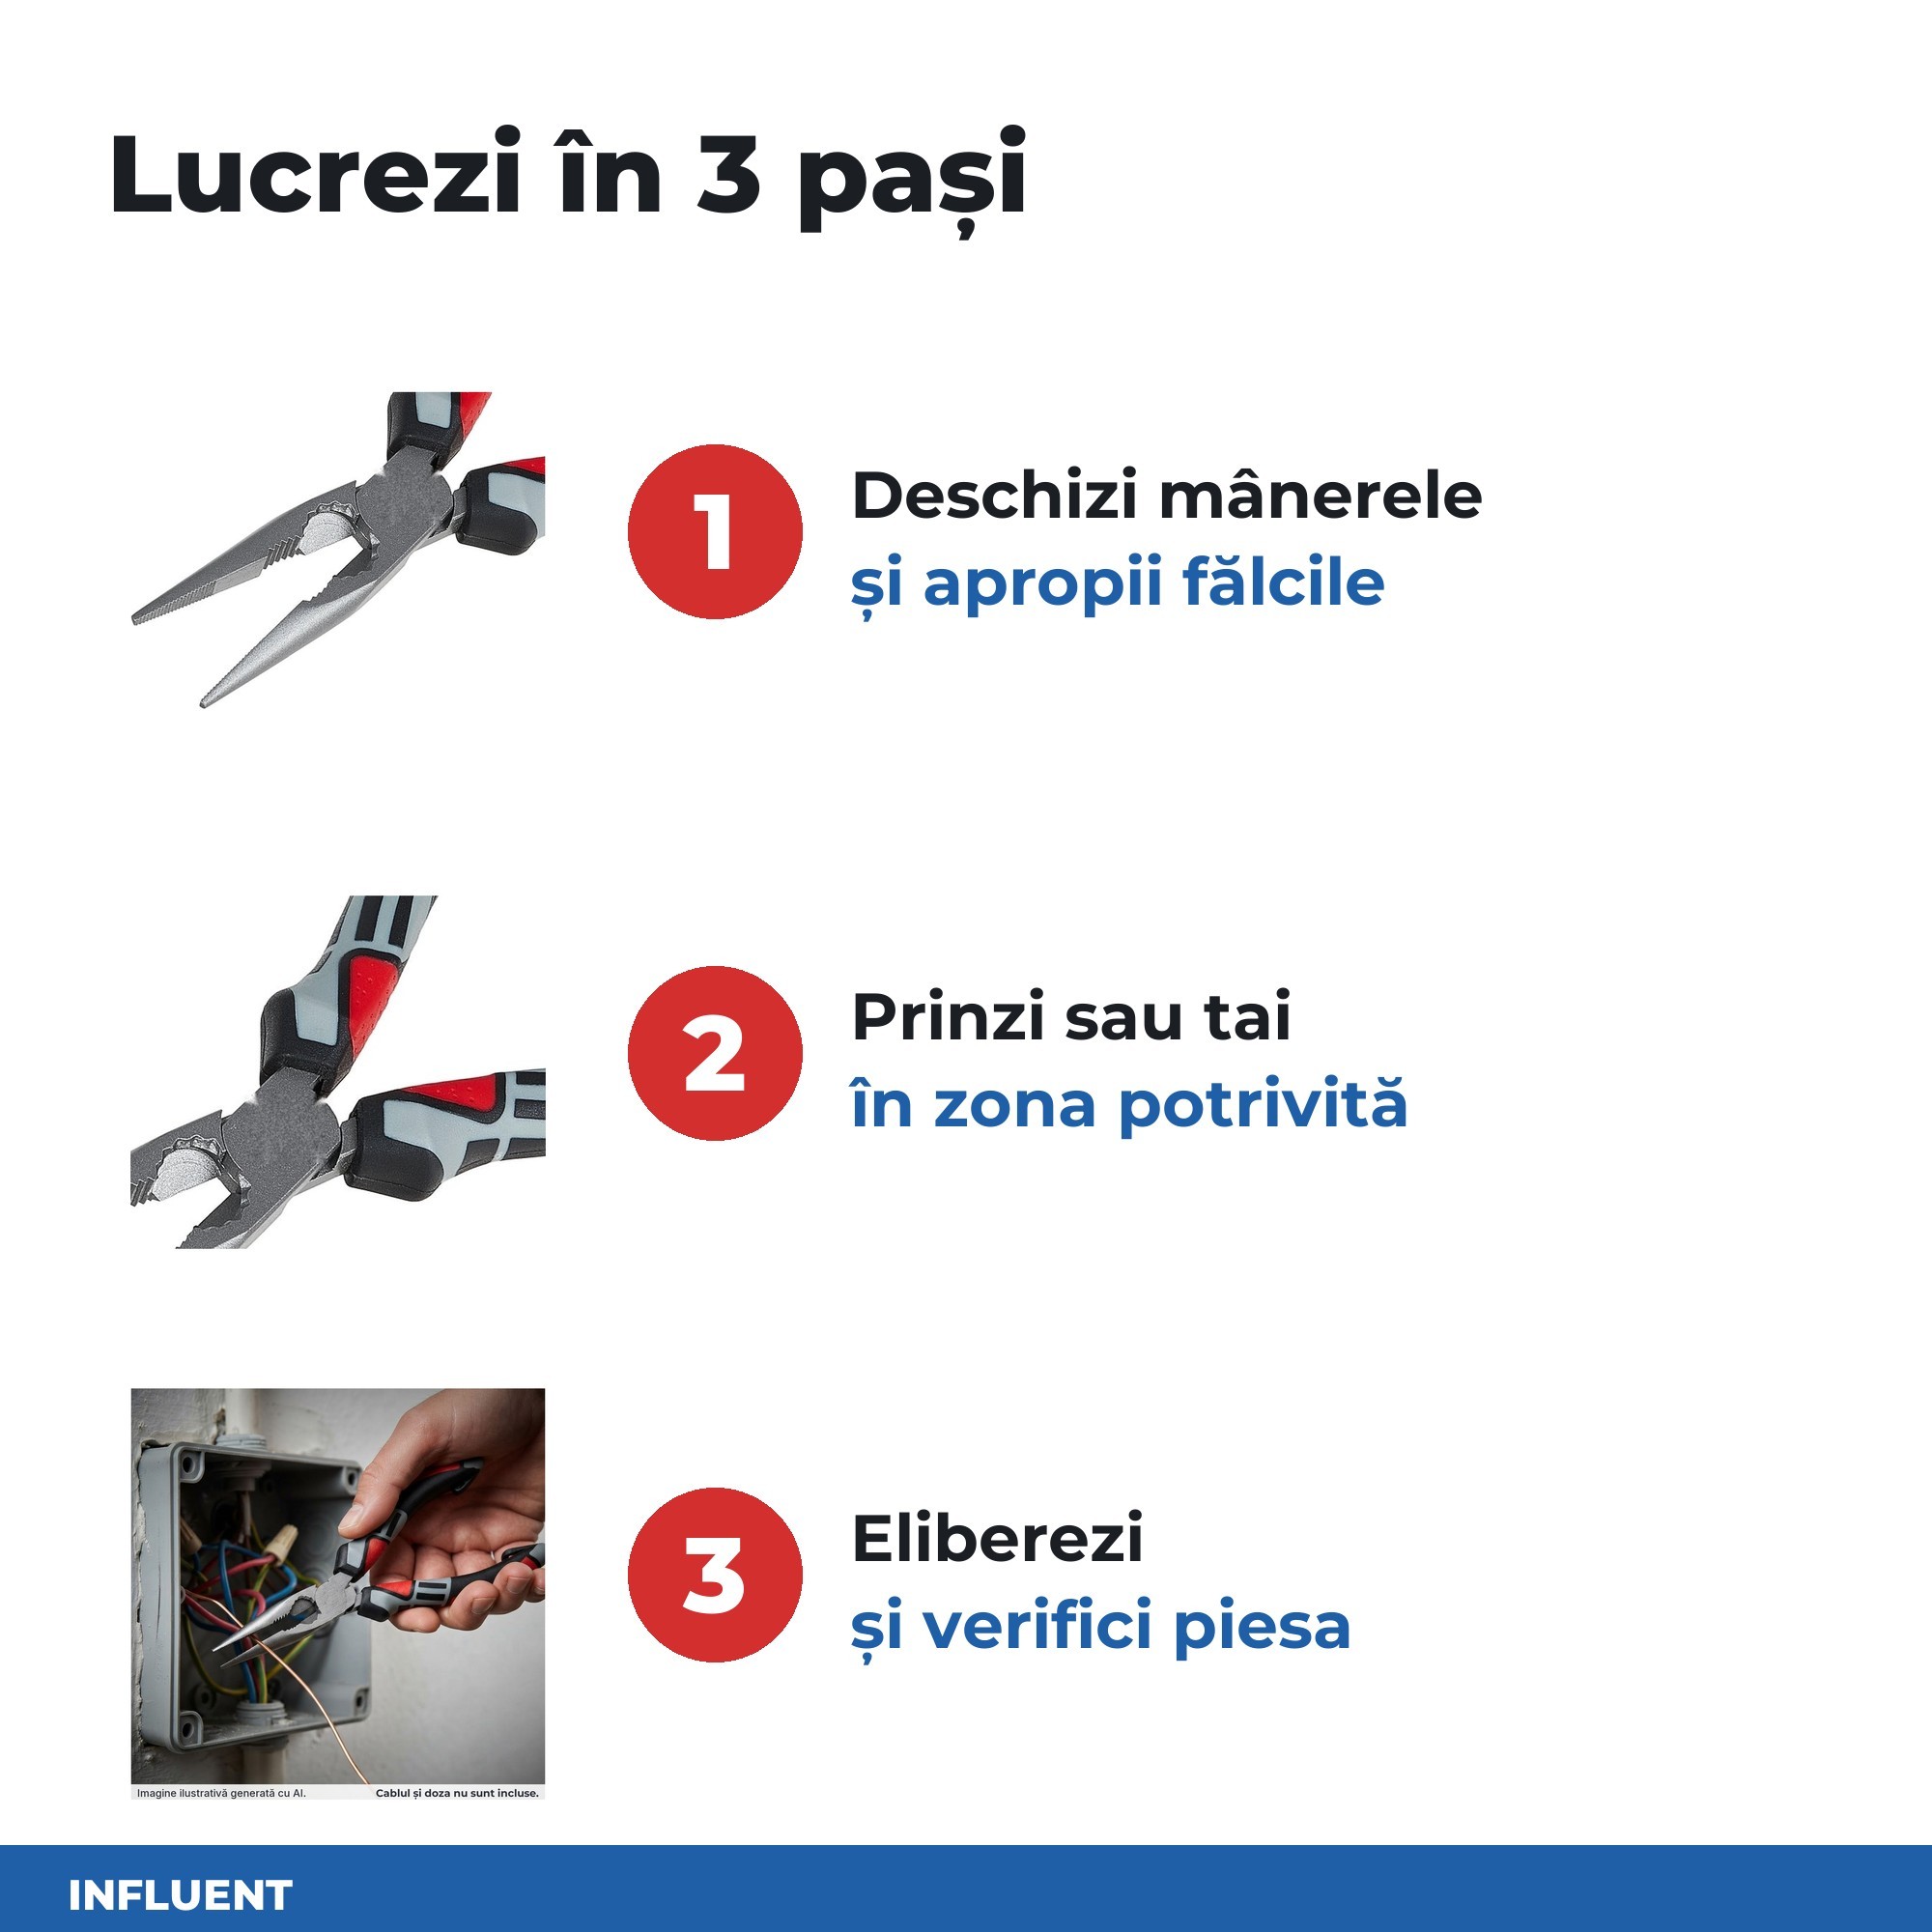 Lucrezi în 3 pași
1
Deschizi mânerele
și apropii fălcile
2
Prinzi sau tai
în zona potrivită
3
Eliberezi
și verifici piesa
Imagine ilustrativă generată cu AI.
Cablul și doza nu sunt incluse.
INFLUENT